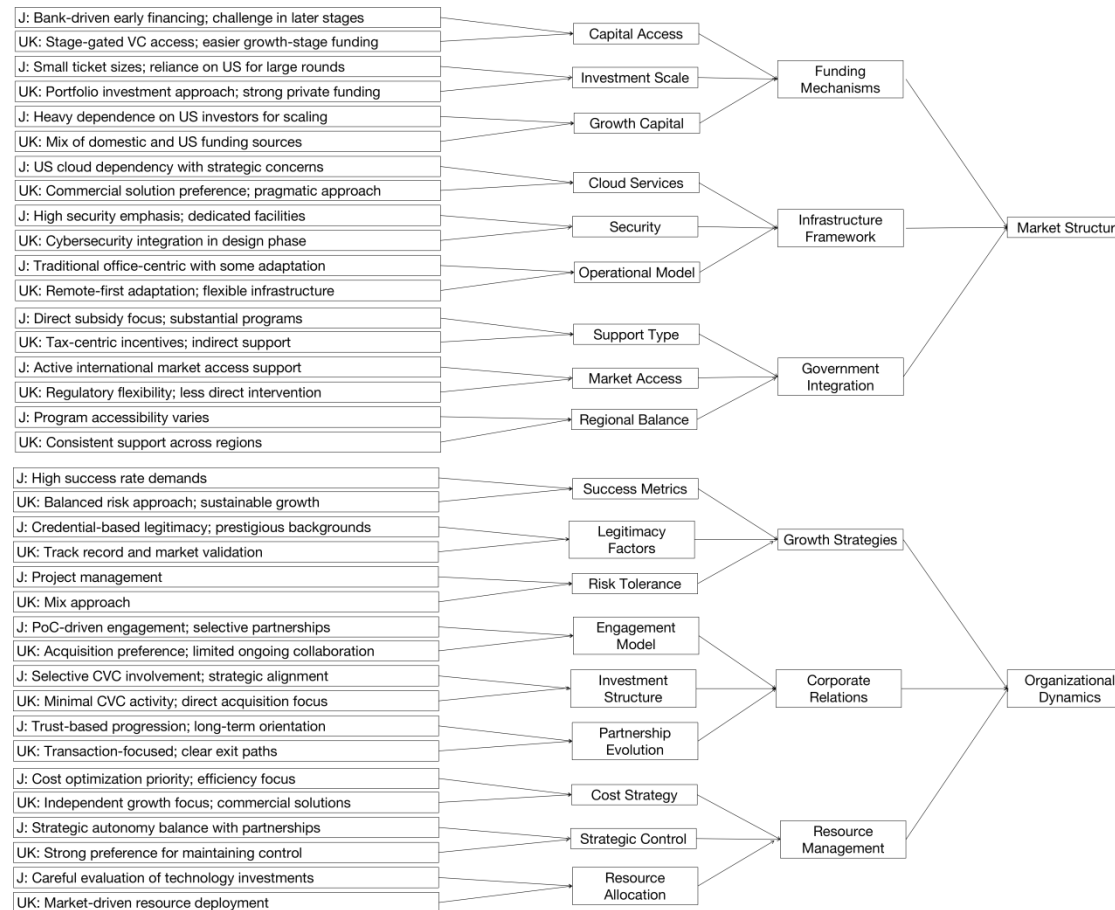 J: Bank-driven early financing; challenge in later stages
UK: Stage-gated VC access; easier growth-stage funding
Capital Access
J: Small ticket sizes; reliance on US for large rounds
UK: Portfolio investment approach; strong private funding
Investment Scale
J: Heavy dependence on US investors for scaling
UK: Mix of domestic and US funding sources
Growth Capital
Funding
Mechanisms
J: US cloud dependency with strategic concerns
UK: Commercial solution preference; pragmatic approach
Cloud Services
J: High security emphasis; dedicated facilities
UK: Cybersecurity integration in design phase
Security
J: Traditional office-centric with some adaptation
UK: Remote-first adaptation; flexible infrastructure
Operational Model
Infrastructure
Framework
J: Direct subsidy focus; substantial programs
UK: Tax-centric incentives; indirect support
Support Type
J: Active international market access support
UK: Regulatory flexibility; less direct intervention
Market Access
J: Program accessibility varies
UK: Consistent support across regions
Regional Balance
Government
Integration
Market Structur
J: High success rate demands
UK: Balanced risk approach; sustainable growth
Success Metrics
J: Credential-based legitimacy; prestigious backgrounds
UK: Track record and market validation
Legitimacy
Factors
J: Project management
UK: Mix approach
Risk Tolerance
Growth Strategies
J: PoC-driven engagement; selective partnerships
UK: Acquisition preference; limited ongoing collaboration
Engagement
Model
J: Selective CVC involvement; strategic alignment
UK: Minimal CVC activity; direct acquisition focus
Investment
Structure
J: Trust-based progression; long-term orientation
UK: Transaction-focused; clear exit paths
Partnership
Evolution
Corporate
Relations
J: Cost optimization priority; efficiency focus
UK: Independent growth focus; commercial solutions
Cost Strategy
J: Strategic autonomy balance with partnerships
UK: Strong preference for maintaining control
Strategic Control
J: Careful evaluation of technology investments
UK: Market-driven resource deployment
Resource
Allocation
Resource
Management
Organizational
Dynamics